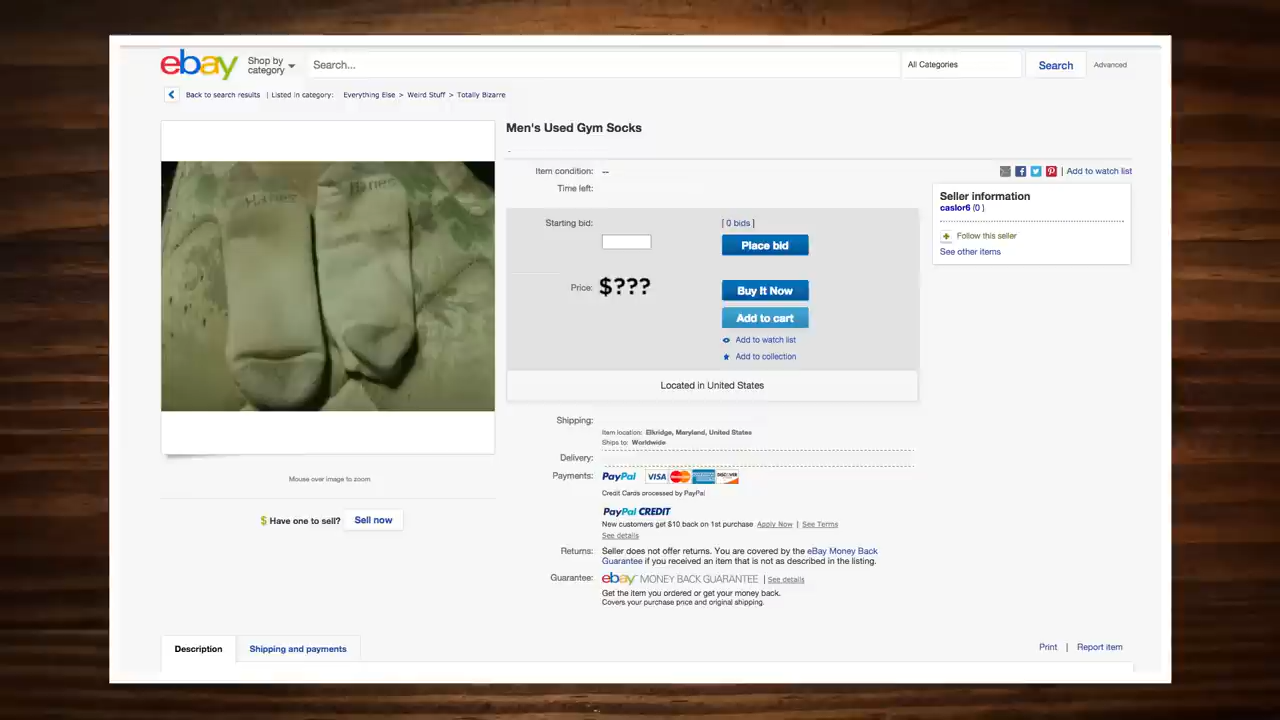 ebay
Shop by
category
Search...
All Categories
Search
Advanced
Back to search results | Listed in category: Everything Else > Weird Stuff > Totally Bizarre
Men's Used Gym Socks
-
Item condition: --
Time left:
Add to watch list
Seller information
caslor6 (0 )
Follow this seller
See other items
Hanes
Hanes
Starting bid:
[ 0 bids ]
Place bid
Price: $???
Buy It Now
Add to cart
Add to watch list
Add to collection
Located in United States
Shipping:
Item location: Elkridge, Maryland, United States
Ships to: Worldwide
Delivery:
Payments: PayPal VISA MasterCard DISCOVER
Credit Cards processed by PayPal
PayPal CREDIT
New customers get $10 back on 1st purchase Apply Now | See Terms
See details
Returns: Seller does not offer returns. You are covered by the eBay Money Back
Guarantee if you received an item that is not as described in the listing.
Guarantee: ebay MONEY BACK GUARANTEE | See details
Get the item you ordered or get your money back.
Covers your purchase price and original shipping.
Mouse over image to zoom
$ Have one to sell? Sell now
Description
Shipping and payments
Print | Report item